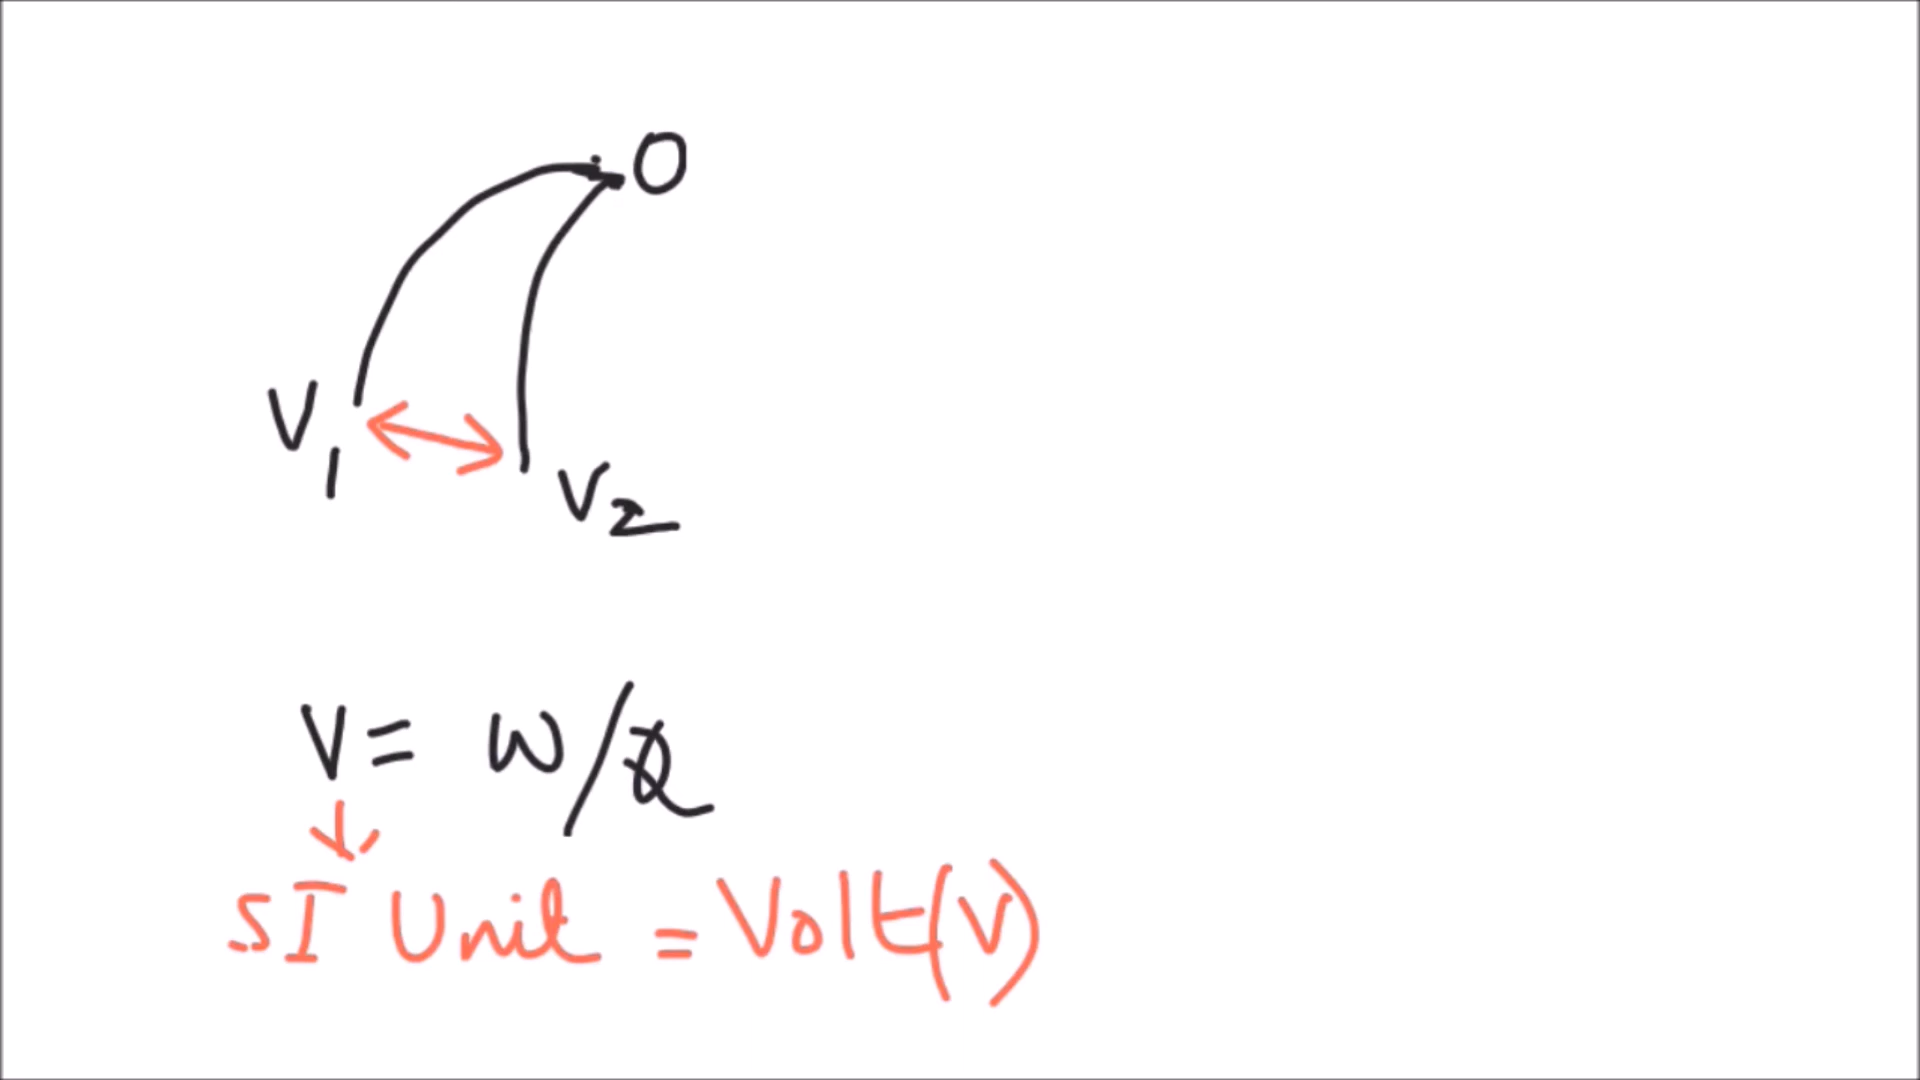 O
V1
V2
V = W/Q
SI Unit = Volt(V)